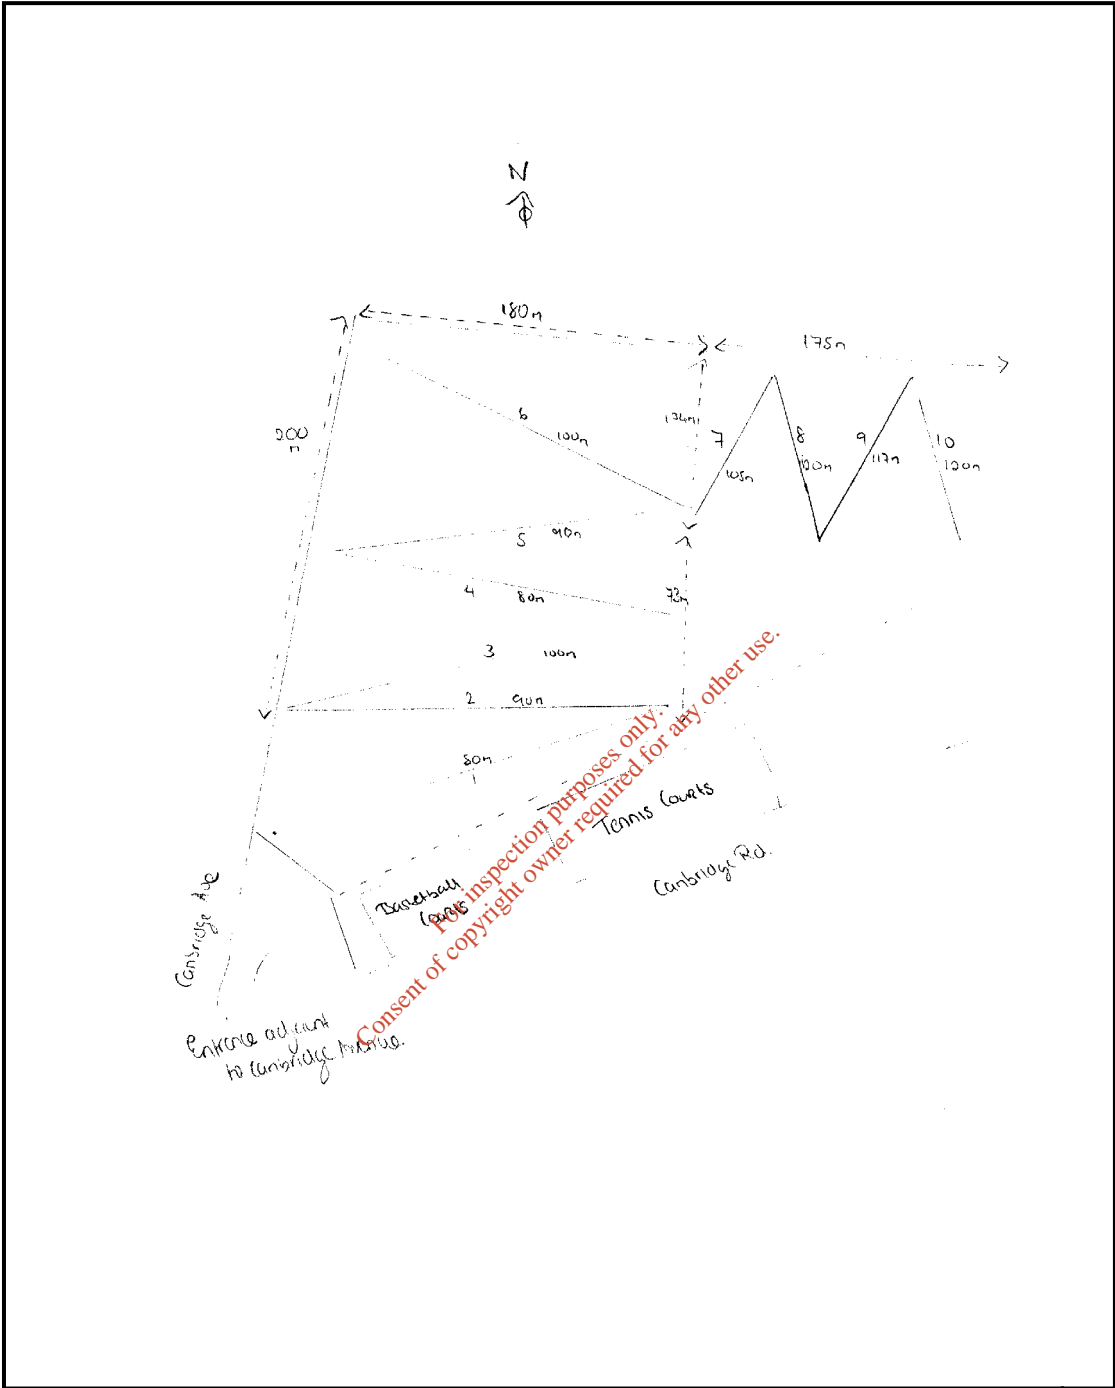 N
180m
175m
200
m
6
100m
134m
7
105m
8
120m
9
117m
10
120m
5
90m
4
80m
73m
3
100m
2
90m
80m
1
Tennis Courts
Cambridge Rd.
Basketball
Courts
Cambridge Ave
Entrance adjacent
to Cambridge Avenue.
For inspection purposes only.
Consent of copyright owner required for any other use.